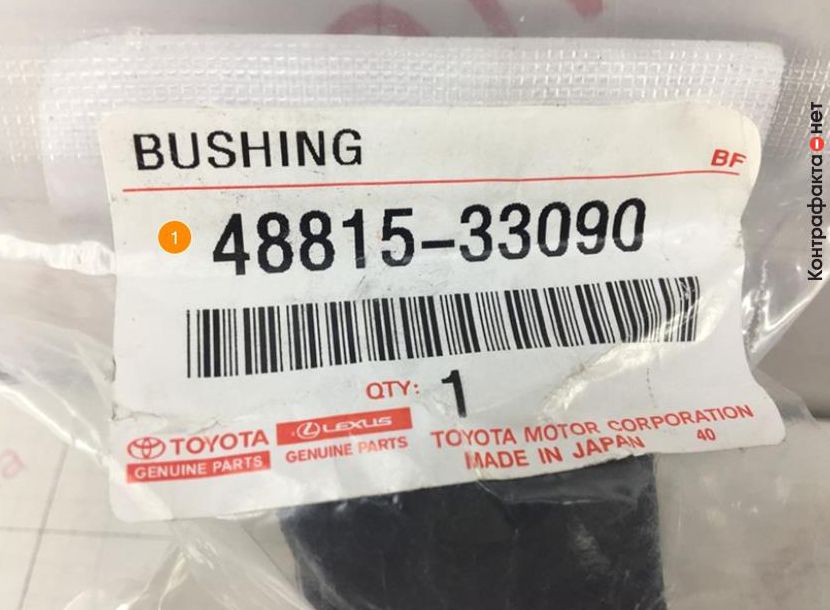 BUSHING
BF
1
48815-33090
QTY: 1
TOYOTA
GENUINE PARTS
LEXUS
GENUINE PARTS
TOYOTA MOTOR CORPORATION
MADE IN JAPAN
40
Контрафакта нет